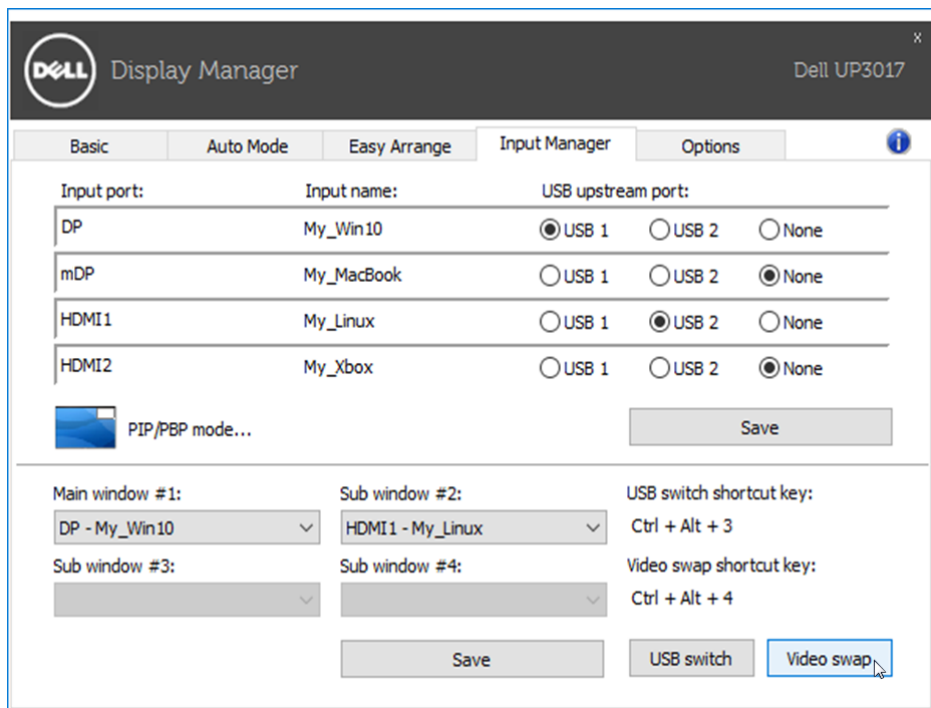 x
DELL Display Manager Dell UP3017
Basic Auto Mode Easy Arrange Input Manager Options i
Input port: Input name: USB upstream port:
DP My_Win10 USB 1 USB 2 None
mDP My_MacBook USB 1 USB 2 None
HDMI1 My_Linux USB 1 USB 2 None
HDMI2 My_Xbox USB 1 USB 2 None
PIP/PBP mode... Save
Main window #1: Sub window #2: USB switch shortcut key:
DP - My_Win10 HDMI1 - My_Linux Ctrl + Alt + 3
Sub window #3: Sub window #4: Video swap shortcut key:
Ctrl + Alt + 4
Save USB switch Video swap